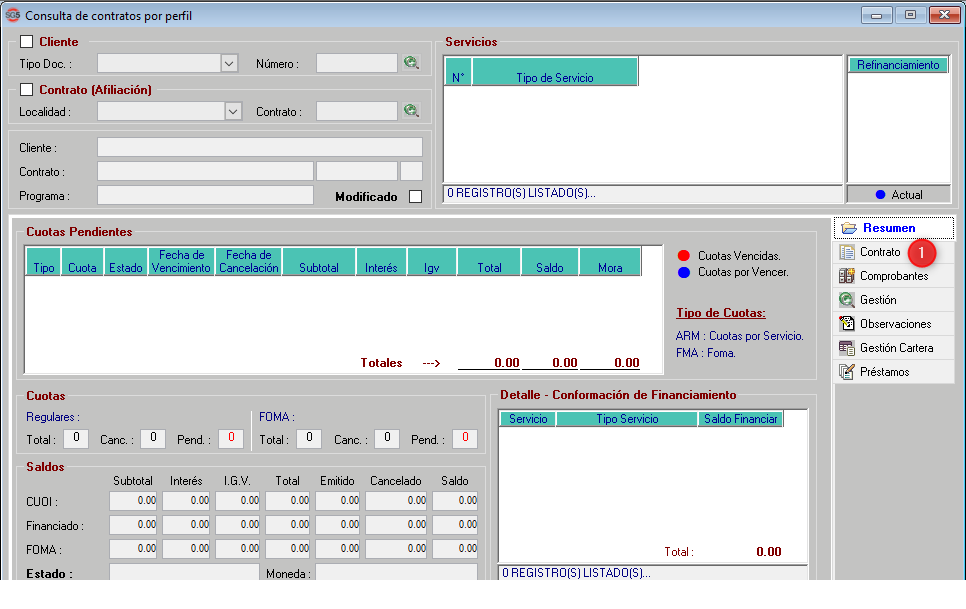 SGS Consulta de contratos por perfil
Cliente
Tipo Doc. :
Número :
Contrato (Afiliación)
Localidad :
Contrato :
Cliente :
Contrato :
Programa :
Modificado
Servicios
N° Tipo de Servicio
0 REGISTRO(S) LISTADO(S)...
Refinanciamiento
Actual
Cuotas Pendientes
Tipo Cuota Estado Fecha de Vencimiento Fecha de Cancelación Subtotal Interés Igv Total Saldo Mora
Totales ---> 0.00 0.00 0.00
Cuotas Vencidas.
Cuotas por Vencer.
Tipo de Cuotas:
ARM : Cuotas por Servicio.
FMA : Foma.
Resumen
Contrato 1
Comprobantes
Gestión
Observaciones
Gestión Cartera
Préstamos
Cuotas
Regulares : FOMA :
Total : 0 Canc. : 0 Pend. : 0 Total : 0 Canc. : 0 Pend. : 0
Saldos
Subtotal Interés I.G.V. Total Emitido Cancelado Saldo
CUOI : 0.00 0.00 0.00 0.00 0.00 0.00 0.00
Financiado : 0.00 0.00 0.00 0.00 0.00 0.00 0.00
FOMA : 0.00 0.00 0.00 0.00 0.00 0.00 0.00
Estado : Moneda :
Detalle - Conformación de Financiamiento
Servicio Tipo Servicio Saldo Financiar
Total : 0.00
0 REGISTRO(S) LISTADO(S)...